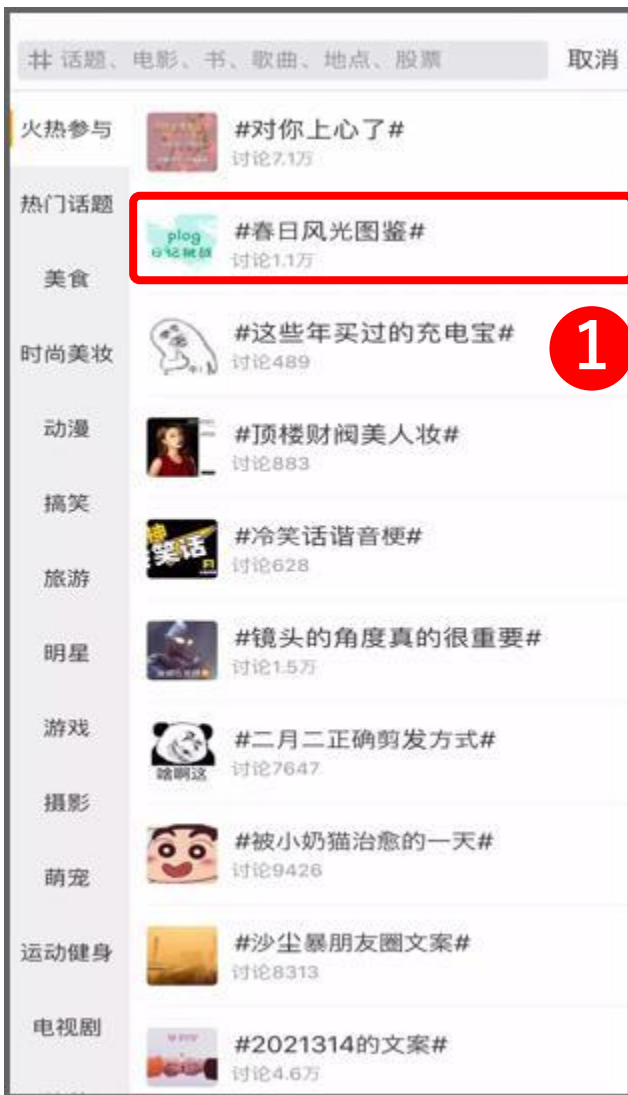 # 话题、电影、书、歌曲、地点、股票
取消
火热参与
热门话题
美食
时尚美妆
动漫
搞笑
旅游
明星
游戏
摄影
萌宠
运动健身
电视剧
#对你上心了#
讨论7.1万
plog
#春日风光图鉴#
讨论1.1万
#这些年买过的充电宝#
讨论489
1
#顶楼财阀美人妆#
讨论883
笑话
#冷笑话谐音梗#
讨论628
#镜头的角度真的很重要#
讨论1.5万
啥啊这
#二月二正确剪发方式#
讨论7647
#被小奶猫治愈的一天#
讨论9426
#沙尘暴朋友圈文案#
讨论8313
#2021314的文案#
讨论4.6万